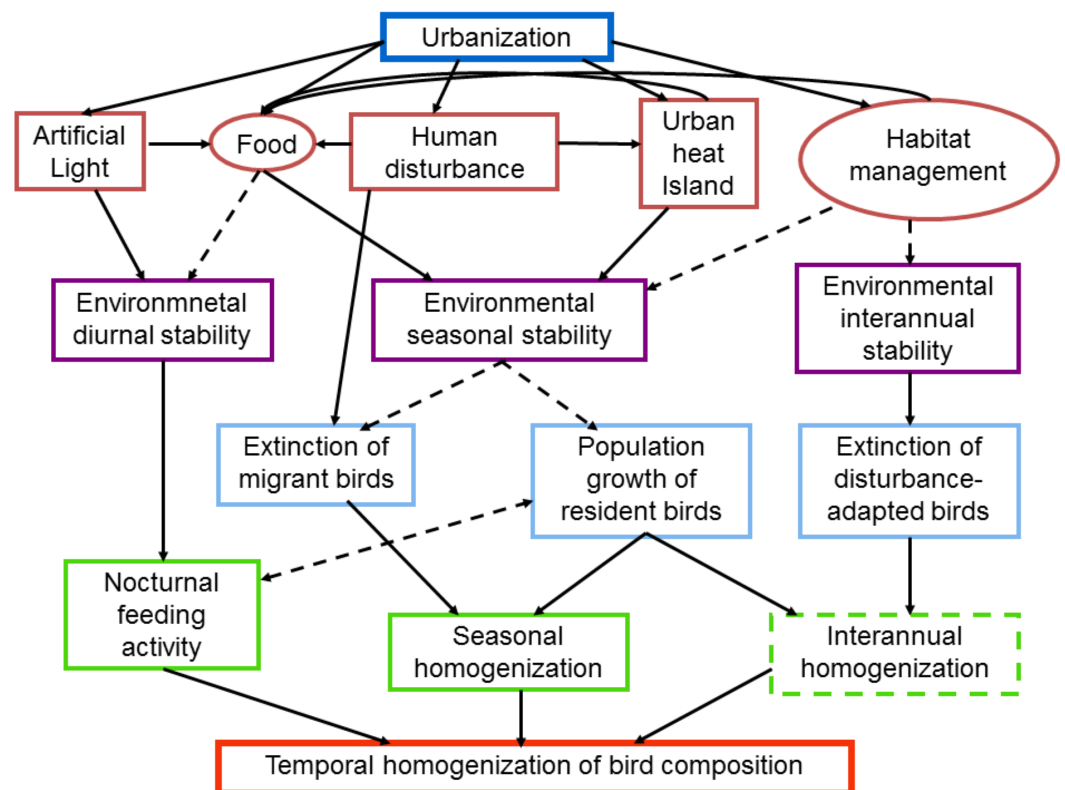 Urbanization
Artificial
Light
Food
Human
disturbance
Urban
heat
Island
Habitat
management
Environmnetal
diurnal stability
Environmental
seasonal stability
Environmental
interannual
stability
Extinction of
migrant birds
Population
growth of
resident birds
Extinction of
disturbance-
adapted birds
Nocturnal
feeding
activity
Seasonal
homogenization
Interannual
homogenization
Temporal homogenization of bird composition